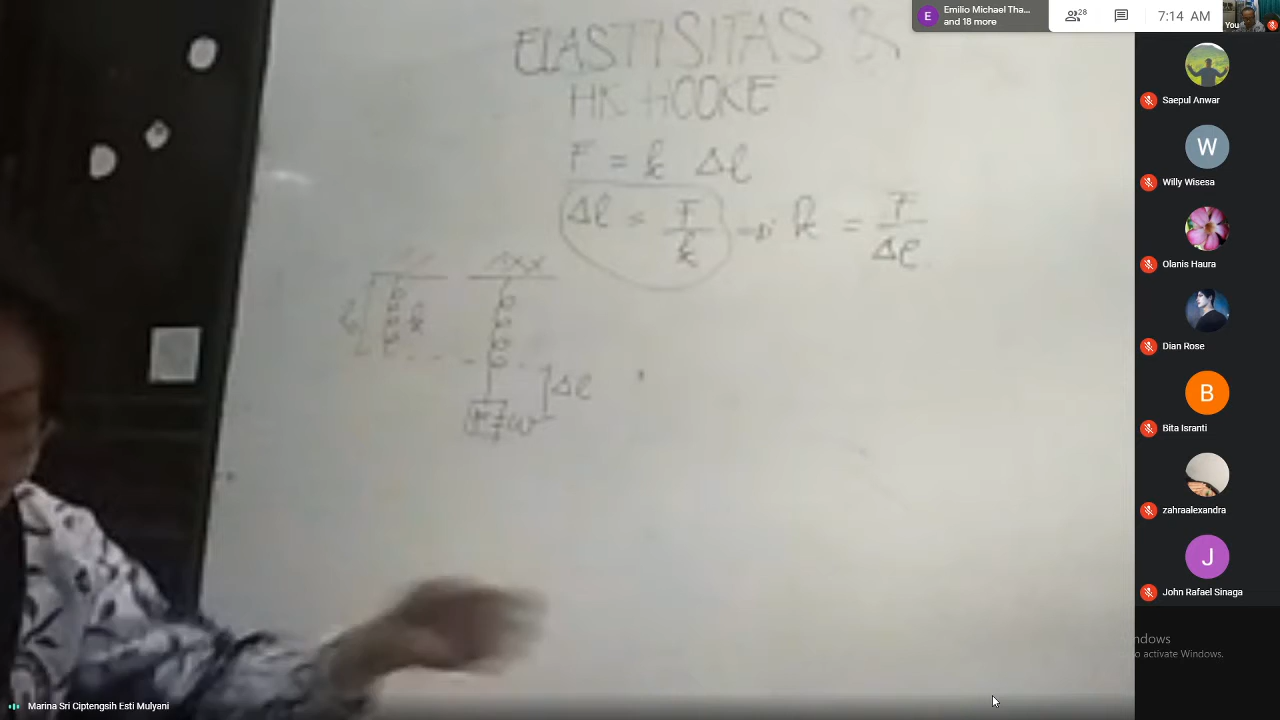 Emilio Michael Tha...
and 18 more
28
7:14 AM
You
E
ELASTISITAS &
HK HOOKE
F = k Δl
Δl = F/k → k = F/Δl
Δl
F = w
Saepul Anwar
W
Willy Wisesa
Olanis Haura
Dian Rose
B
Bita Isranti
zahraalexandra
J
John Rafael Sinaga
ndows
o activate Windows.
Marina Sri Ciptengsih Esti Mulyani